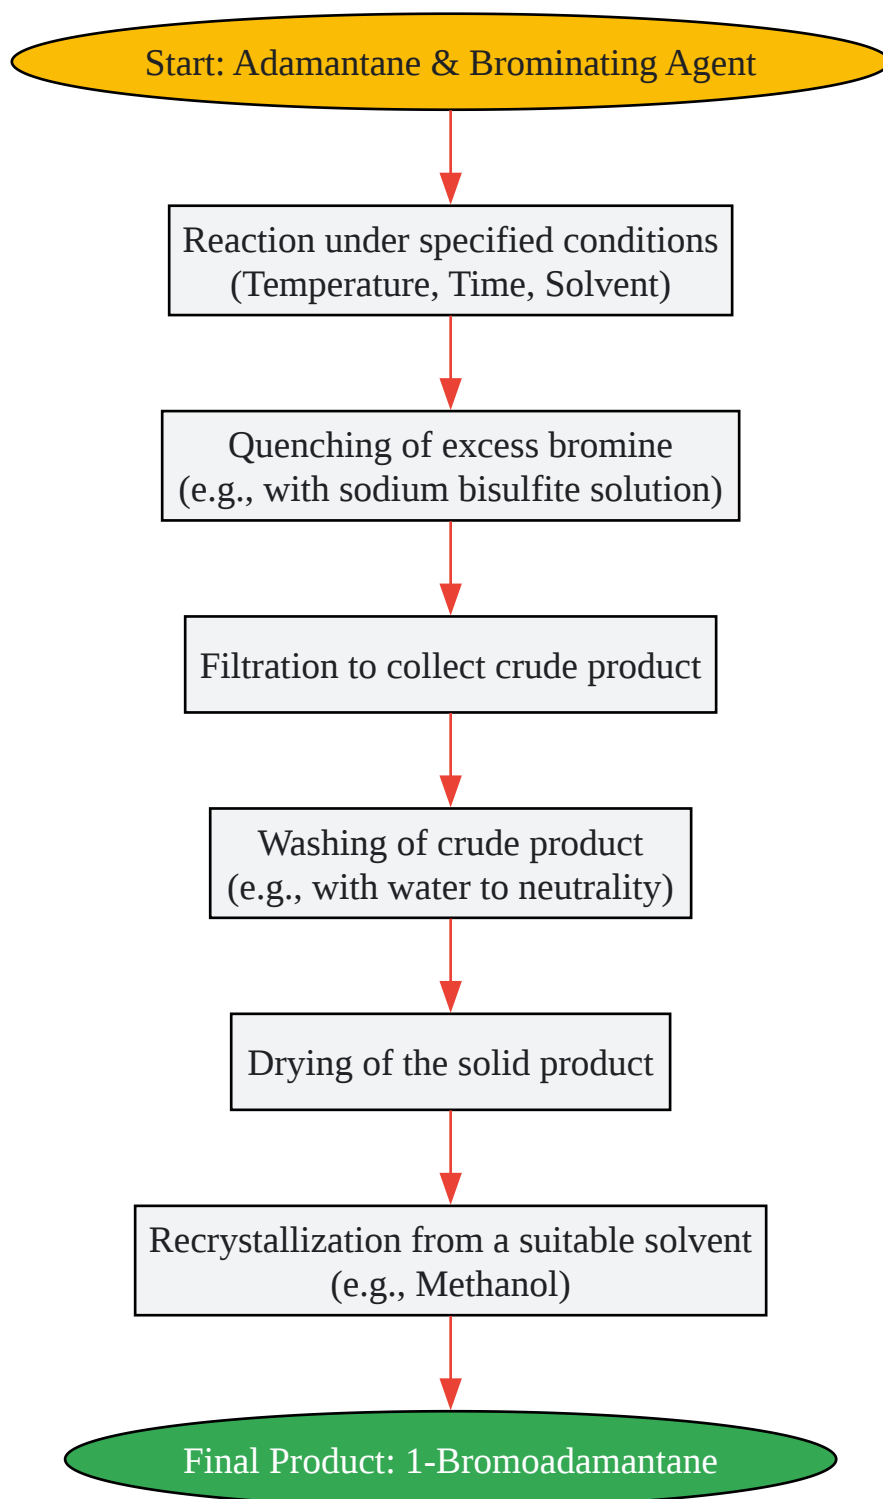 Start: Adamantane & Brominating Agent
Reaction under specified conditions
(Temperature, Time, Solvent)
Quenching of excess bromine
(e.g., with sodium bisulfite solution)
Filtration to collect crude product
Washing of crude product
(e.g., with water to neutrality)
Drying of the solid product
Recrystallization from a suitable solvent
(e.g., Methanol)
Final Product: 1-Bromoadamantane